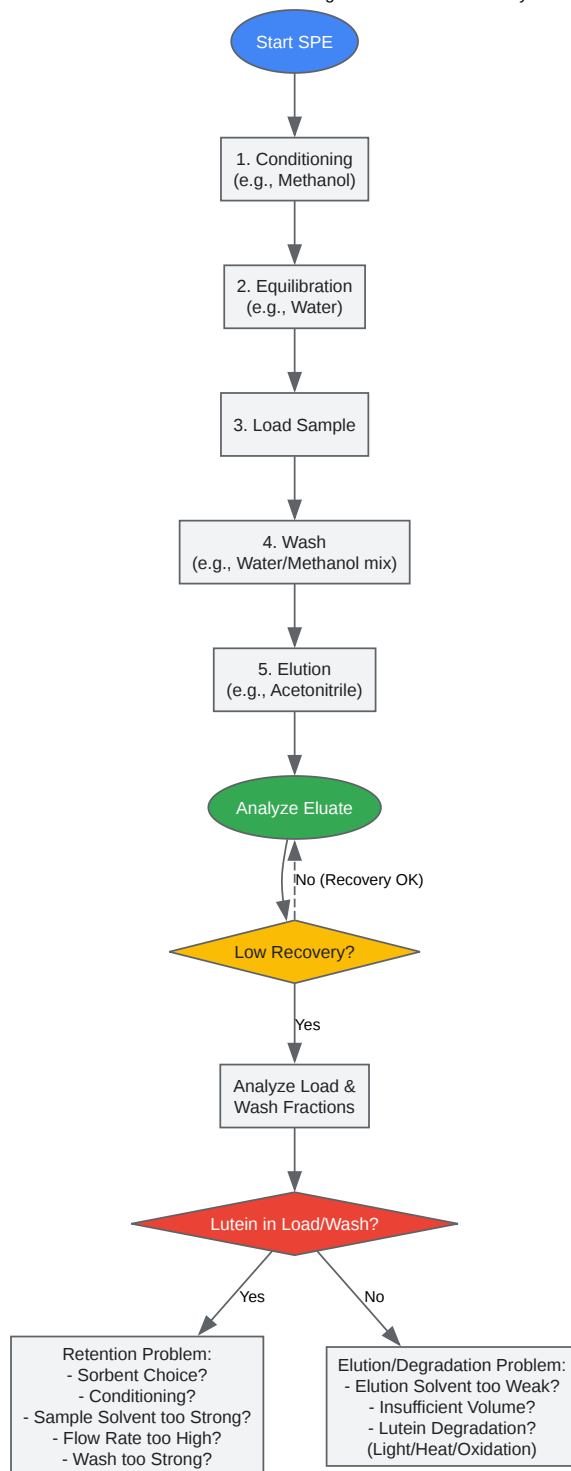 Start SPE
1. Conditioning
(e.g., Methanol)
2. Equilibration
(e.g., Water)
3. Load Sample
4. Wash
(e.g., Water/Methanol mix)
5. Elution
(e.g., Acetonitrile)
Analyze Eluate
No (Recovery OK)
Low Recovery?
Yes
Analyze Load &
Wash Fractions
Lutein in Load/Wash?
Yes
No
Retention Problem:
- Sorbent Choice?
- Conditioning?
- Sample Solvent too Strong?
- Flow Rate too High?
- Wash too Strong?
Elution/Degradation Problem:
- Elution Solvent too Weak?
- Insufficient Volume?
- Lutein Degradation?
(Light/Heat/Oxidation)